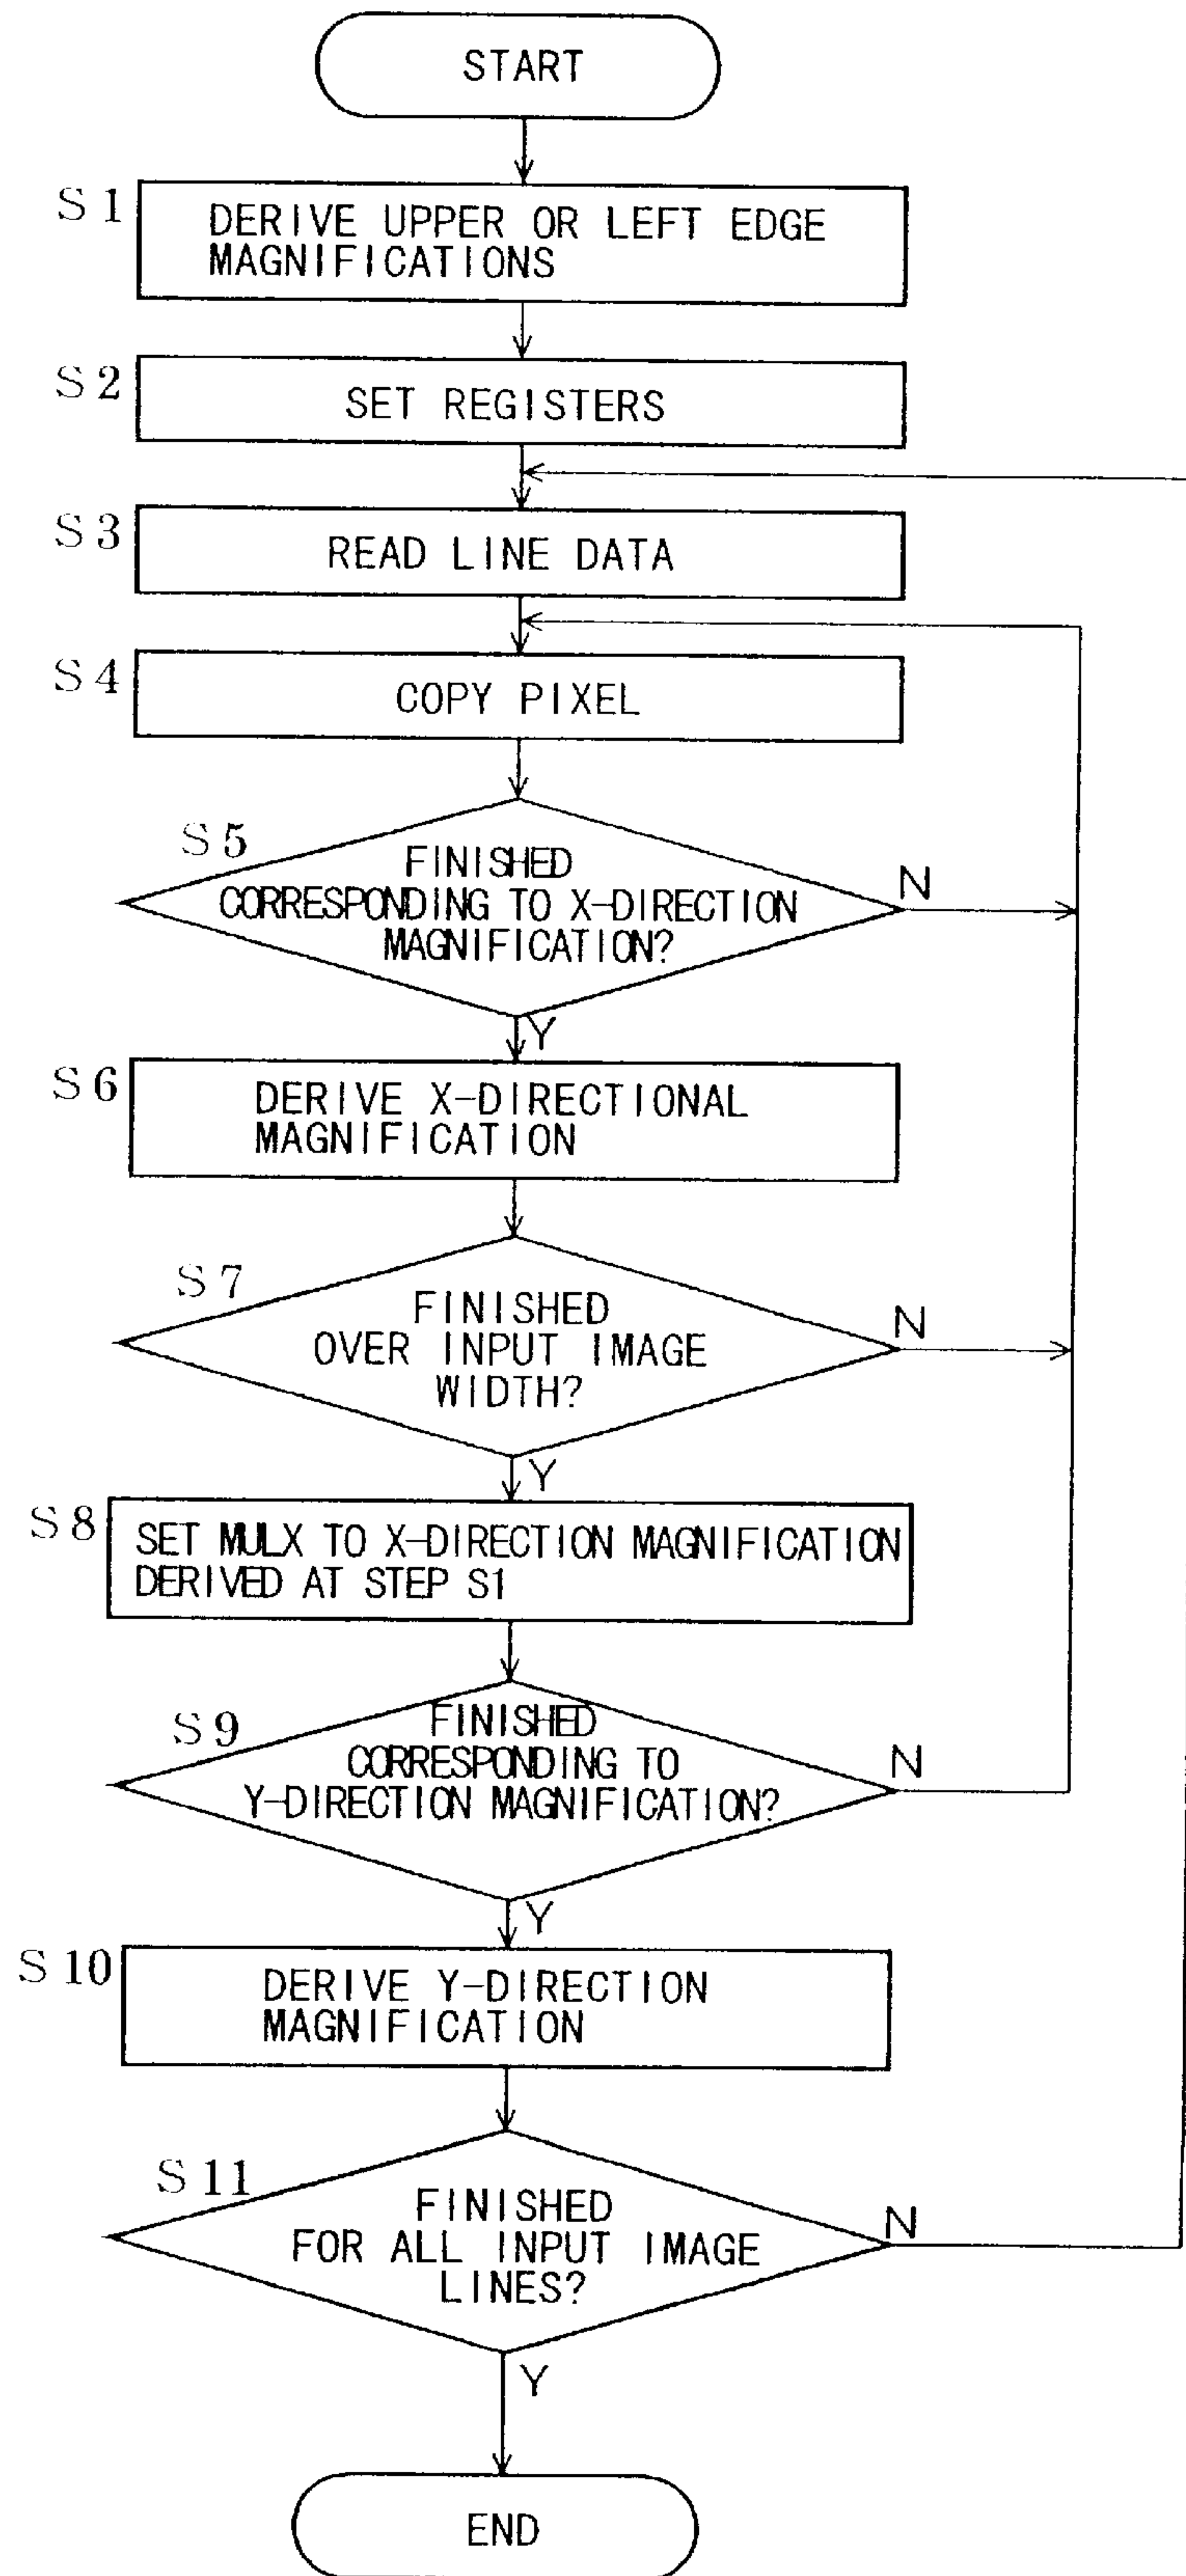 START
S1
DERIVE UPPER OR LEFT EDGE
MAGNIFICATIONS
S2
SET REGISTERS
S3
READ LINE DATA
S4
COPY PIXEL
S5
FINISHED
CORRESPONDING TO X-DIRECTION
MAGNIFICATION?
N
Y
S6
DERIVE X-DIRECTIONAL
MAGNIFICATION
S7
FINISHED
OVER INPUT IMAGE
WIDTH?
N
Y
S8
SET MULX TO X-DIRECTION MAGNIFICATION
DERIVED AT STEP S1
S9
FINISHED
CORRESPONDING TO
Y-DIRECTION MAGNIFICATION?
N
Y
S10
DERIVE Y-DIRECTION
MAGNIFICATION
S11
FINISHED
FOR ALL INPUT IMAGE
LINES?
N
Y
END